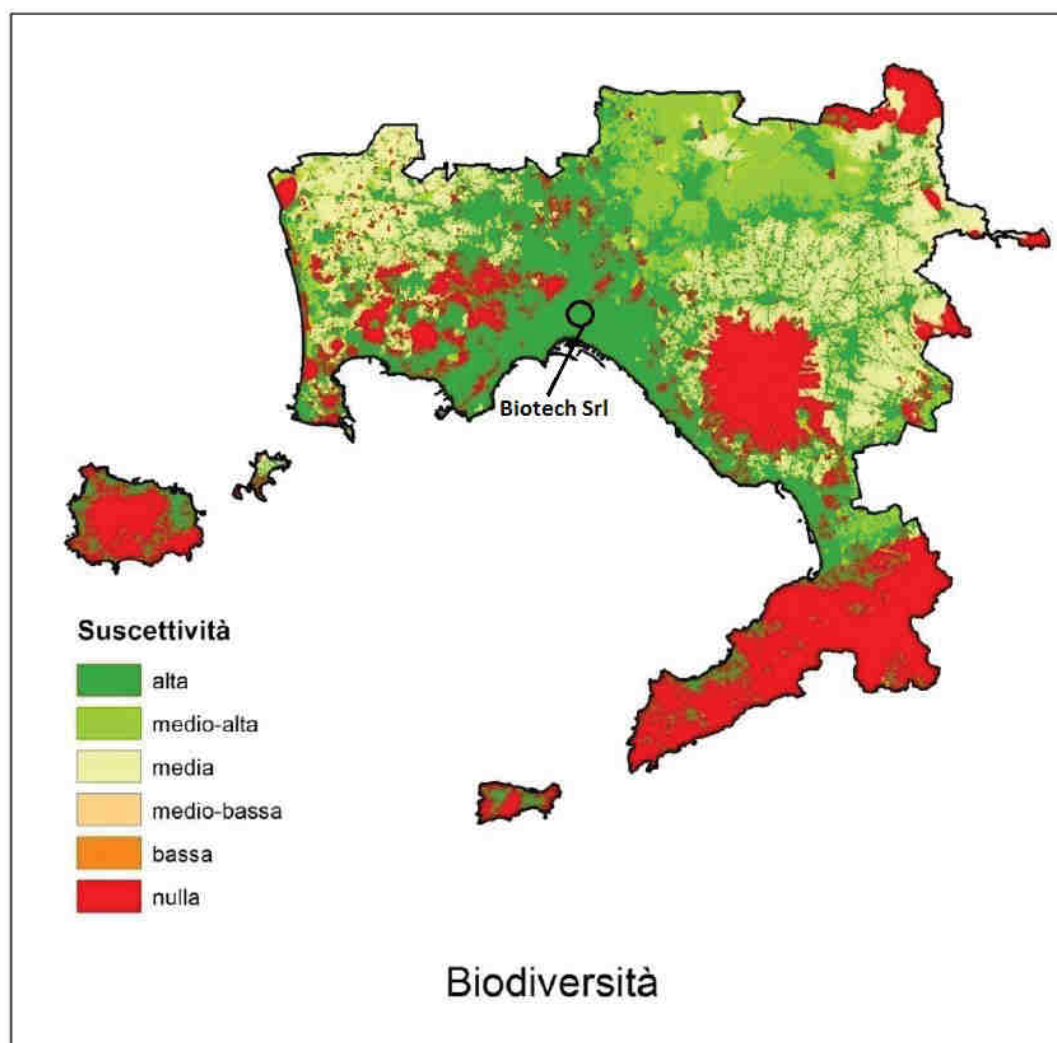 Biotech Srl
Suscettività
alta
medio-alta
media
medio-bassa
bassa
nulla
Biodiversità